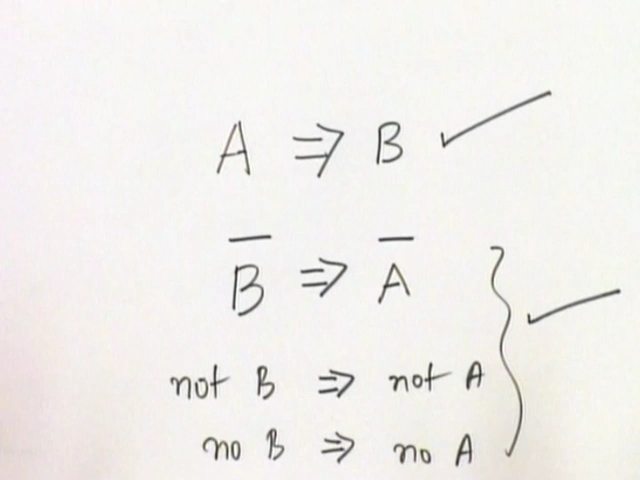 A ⇒ B ✓
B̅ ⇒ A̅
not B ⇒ not A
no B ⇒ no A